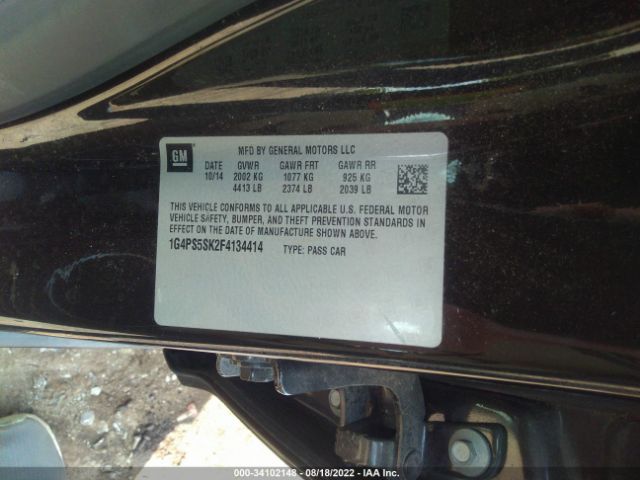 GM
MFD BY GENERAL MOTORS LLC
DATE GVWR GAWR FRT GAWR RR
10/14 2002 KG 1077 KG 925 KG
4413 LB 2374 LB 2039 LB
THIS VEHICLE CONFORMS TO ALL APPLICABLE U.S. FEDERAL MOTOR
VEHICLE SAFETY, BUMPER, AND THEFT PREVENTION STANDARDS IN
EFFECT ON THE DATE OF MANUFACTURE SHOWN ABOVE.
1G4PS5SK2F4134414 TYPE: PASS CAR
000-34102148 - 08/18/2022 - IAA Inc.